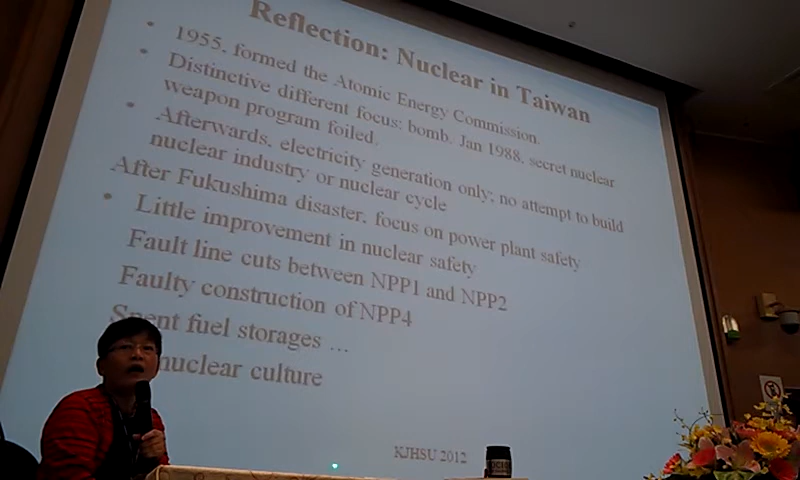 Reflection: Nuclear in Taiwan
• 1955, formed the Atomic Energy Commission.
• Distinctive different focus: bomb. Jan 1988, secret nuclear
weapon program foiled.
• Afterwards, electricity generation only; no attempt to build
nuclear industry or nuclear cycle
After Fukushima disaster, focus on power plant safety
• Little improvement in nuclear safety
Fault line cuts between NPP1 and NPP2
Faulty construction of NPP4
Spent fuel storages ...
nuclear culture
KJHSU 2012